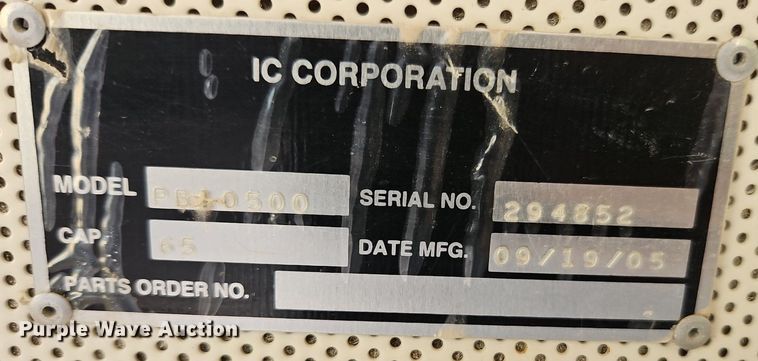 IC CORPORATION
MODEL PB10500 SERIAL NO. 294852
CAP. 65 DATE MFG. 09/19/05
PARTS ORDER NO.
Purple Wave Auction